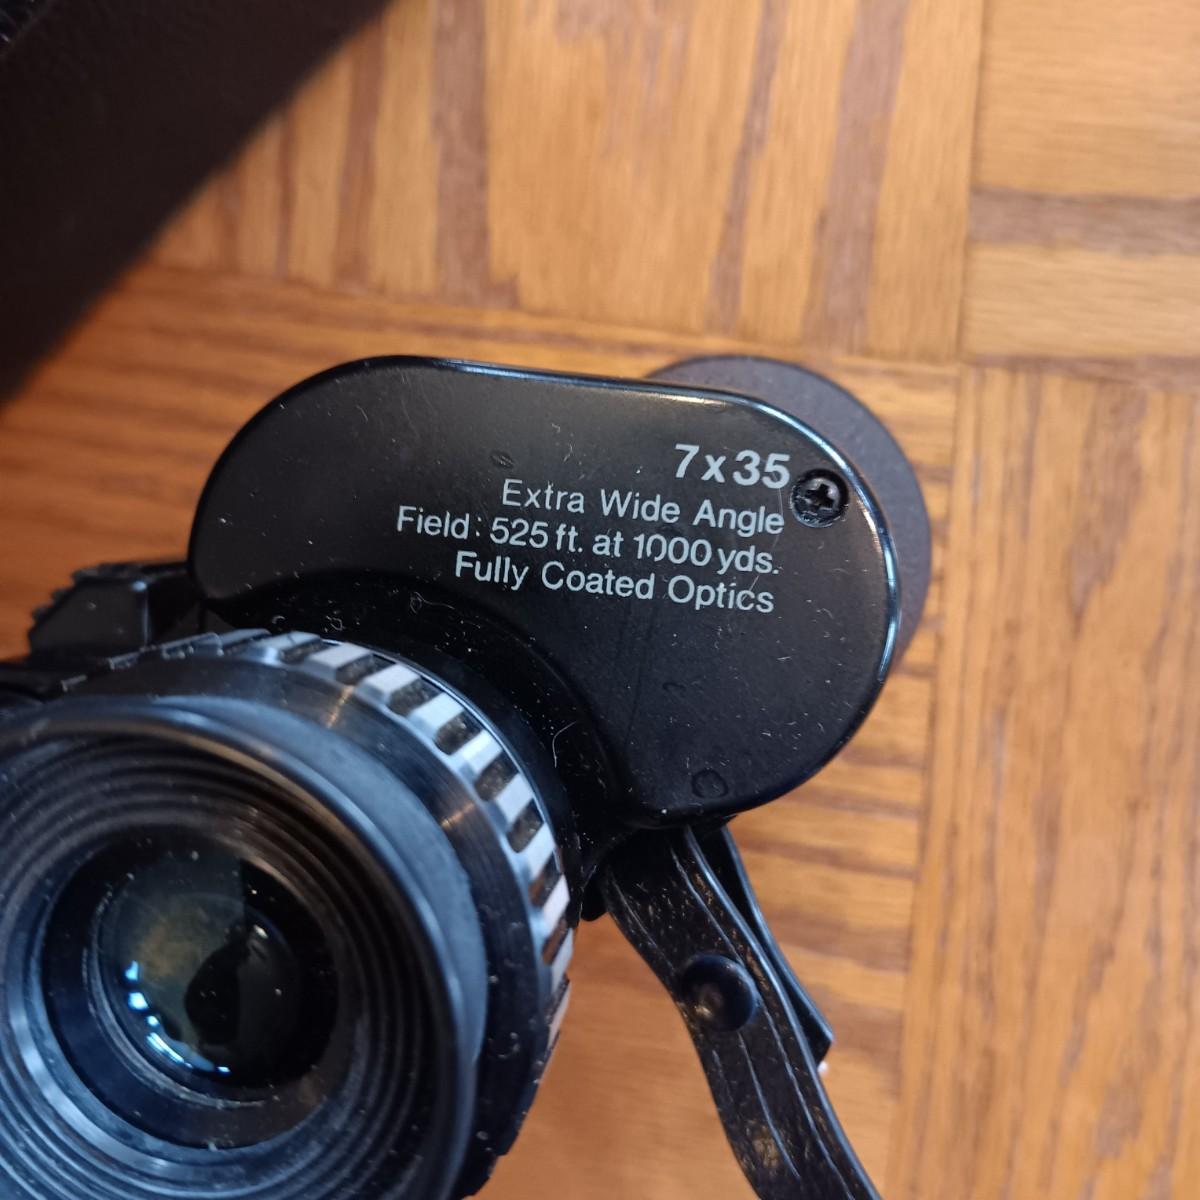 7x35
Extra Wide Angle
Field: 525 ft. at 1000 yds.
Fully Coated Optics